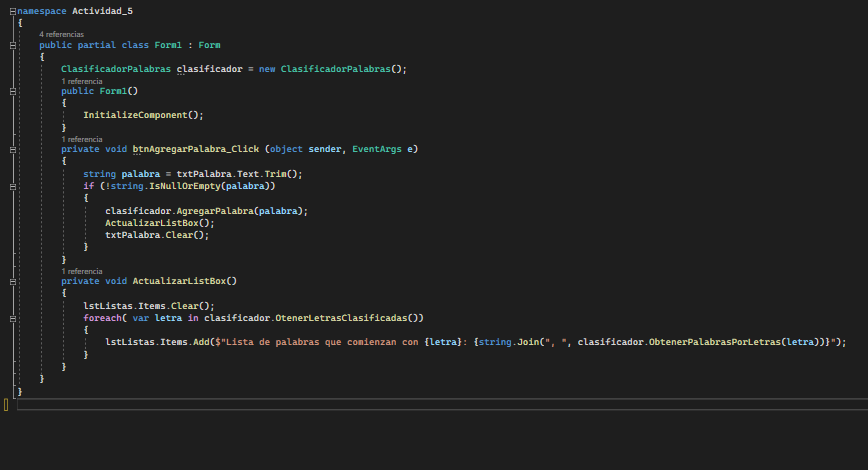 namespace Actividad_5
{
4 referencias
public partial class Form1 : Form
{
ClasificadorPalabras clasificador = new ClasificadorPalabras();
1 referencia
public Form1()
{
InitializeComponent();
}
1 referencia
private void btnAgregarPalabra_Click (object sender, EventArgs e)
{
string palabra = txtPalabra.Text.Trim();
if (!string.IsNullOrEmpty(palabra))
{
clasificador.AgregarPalabra(palabra);
ActualizarListBox();
txtPalabra.Clear();
}
}
1 referencia
private void ActualizarListBox()
{
lstListas.Items.Clear();
foreach( var letra in clasificador.OtenerLetrasClasificadas())
{
lstListas.Items.Add($"Lista de palabras que comienzan con {letra}: {string.Join(", ", clasificador.ObtenerPalabrasPorLetras(letra))}");
}
}
}
}